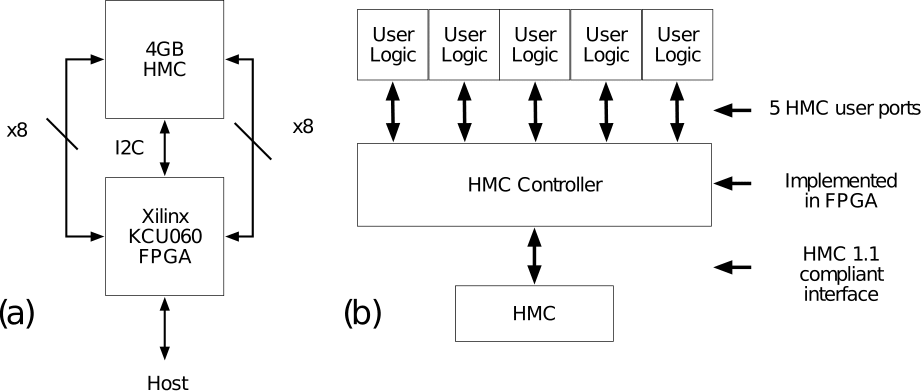 4GB
HMC
x8
x8
I2C
Xilinx
KCU060
FPGA
(a)
Host
User
Logic
User
Logic
User
Logic
User
Logic
User
Logic
5 HMC user ports
HMC Controller
Implemented
in FPGA
HMC 1.1
compliant
interface
(b)
HMC